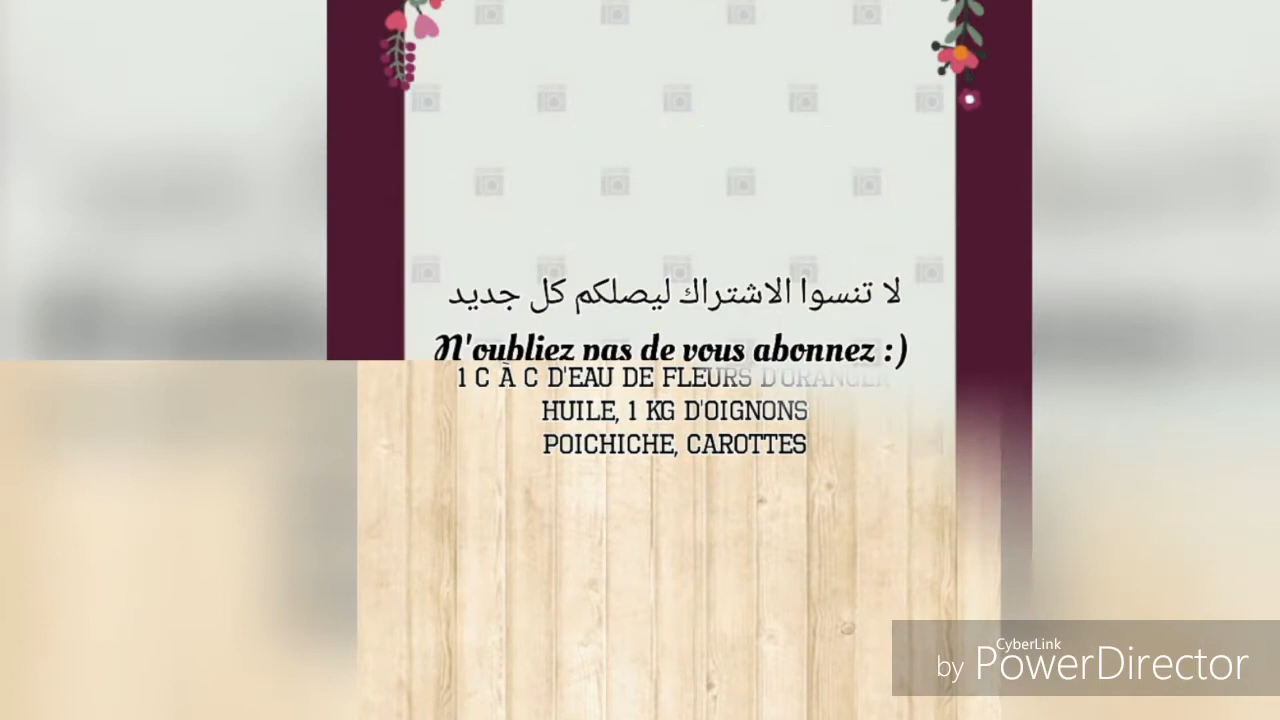 لا تنسوا الاشتراك ليصلكم كل جديد
N'oubliez pas de vous abonnez :)
1 C À C D'EAU DE FLEURS D'ORANGER
HUILE, 1 KG D'OIGNONS
POICHICHE, CAROTTES
CyberLink
by PowerDirector